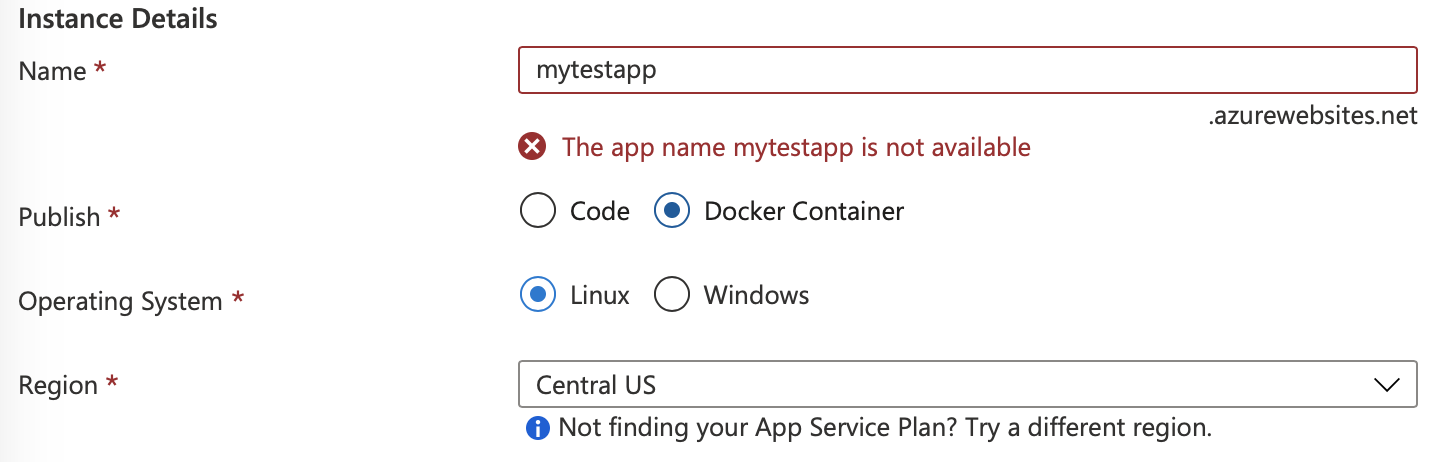 Instance Details
Name *
mytestapp
.azurewebsites.net
The app name mytestapp is not available
Publish *
Code Docker Container
Operating System *
Linux Windows
Region *
Central US
Not finding your App Service Plan? Try a different region.